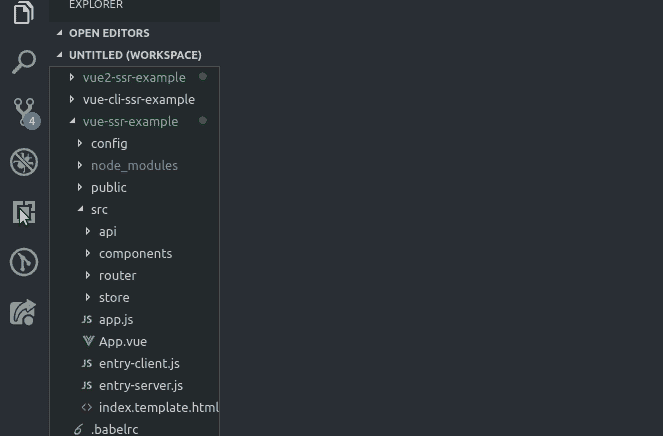 EXPLORER
OPEN EDITORS
UNTITLED (WORKSPACE)
vue2-ssr-example
vue-cli-ssr-example
vue-ssr-example
4
config
node_modules
public
src
api
components
router
store
JS app.js
App.vue
JS entry-client.js
JS entry-server.js
<> index.template.html
.babelrc